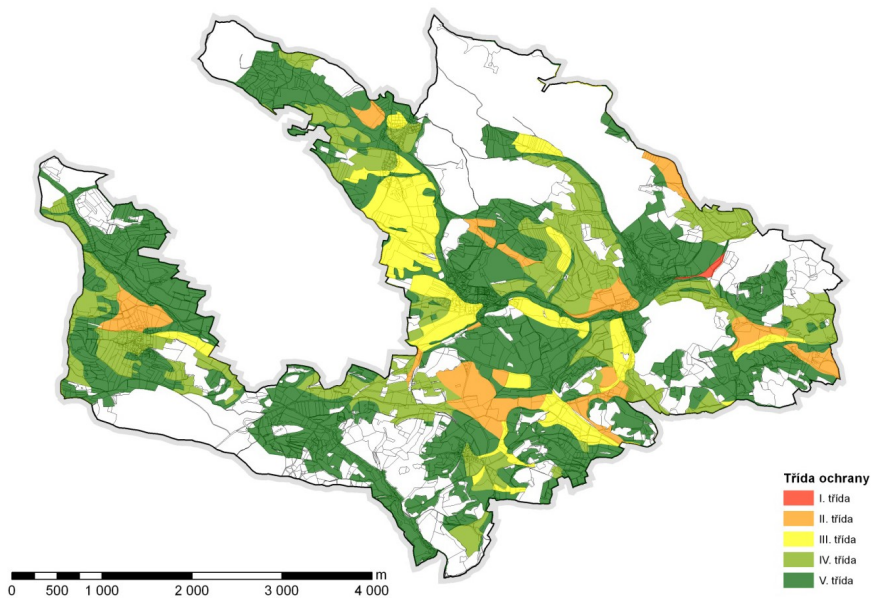 Třída ochrany
I. třída
II. třída
III. třída
IV. třída
V. třída
m
0 500 1 000 2 000 3 000 4 000